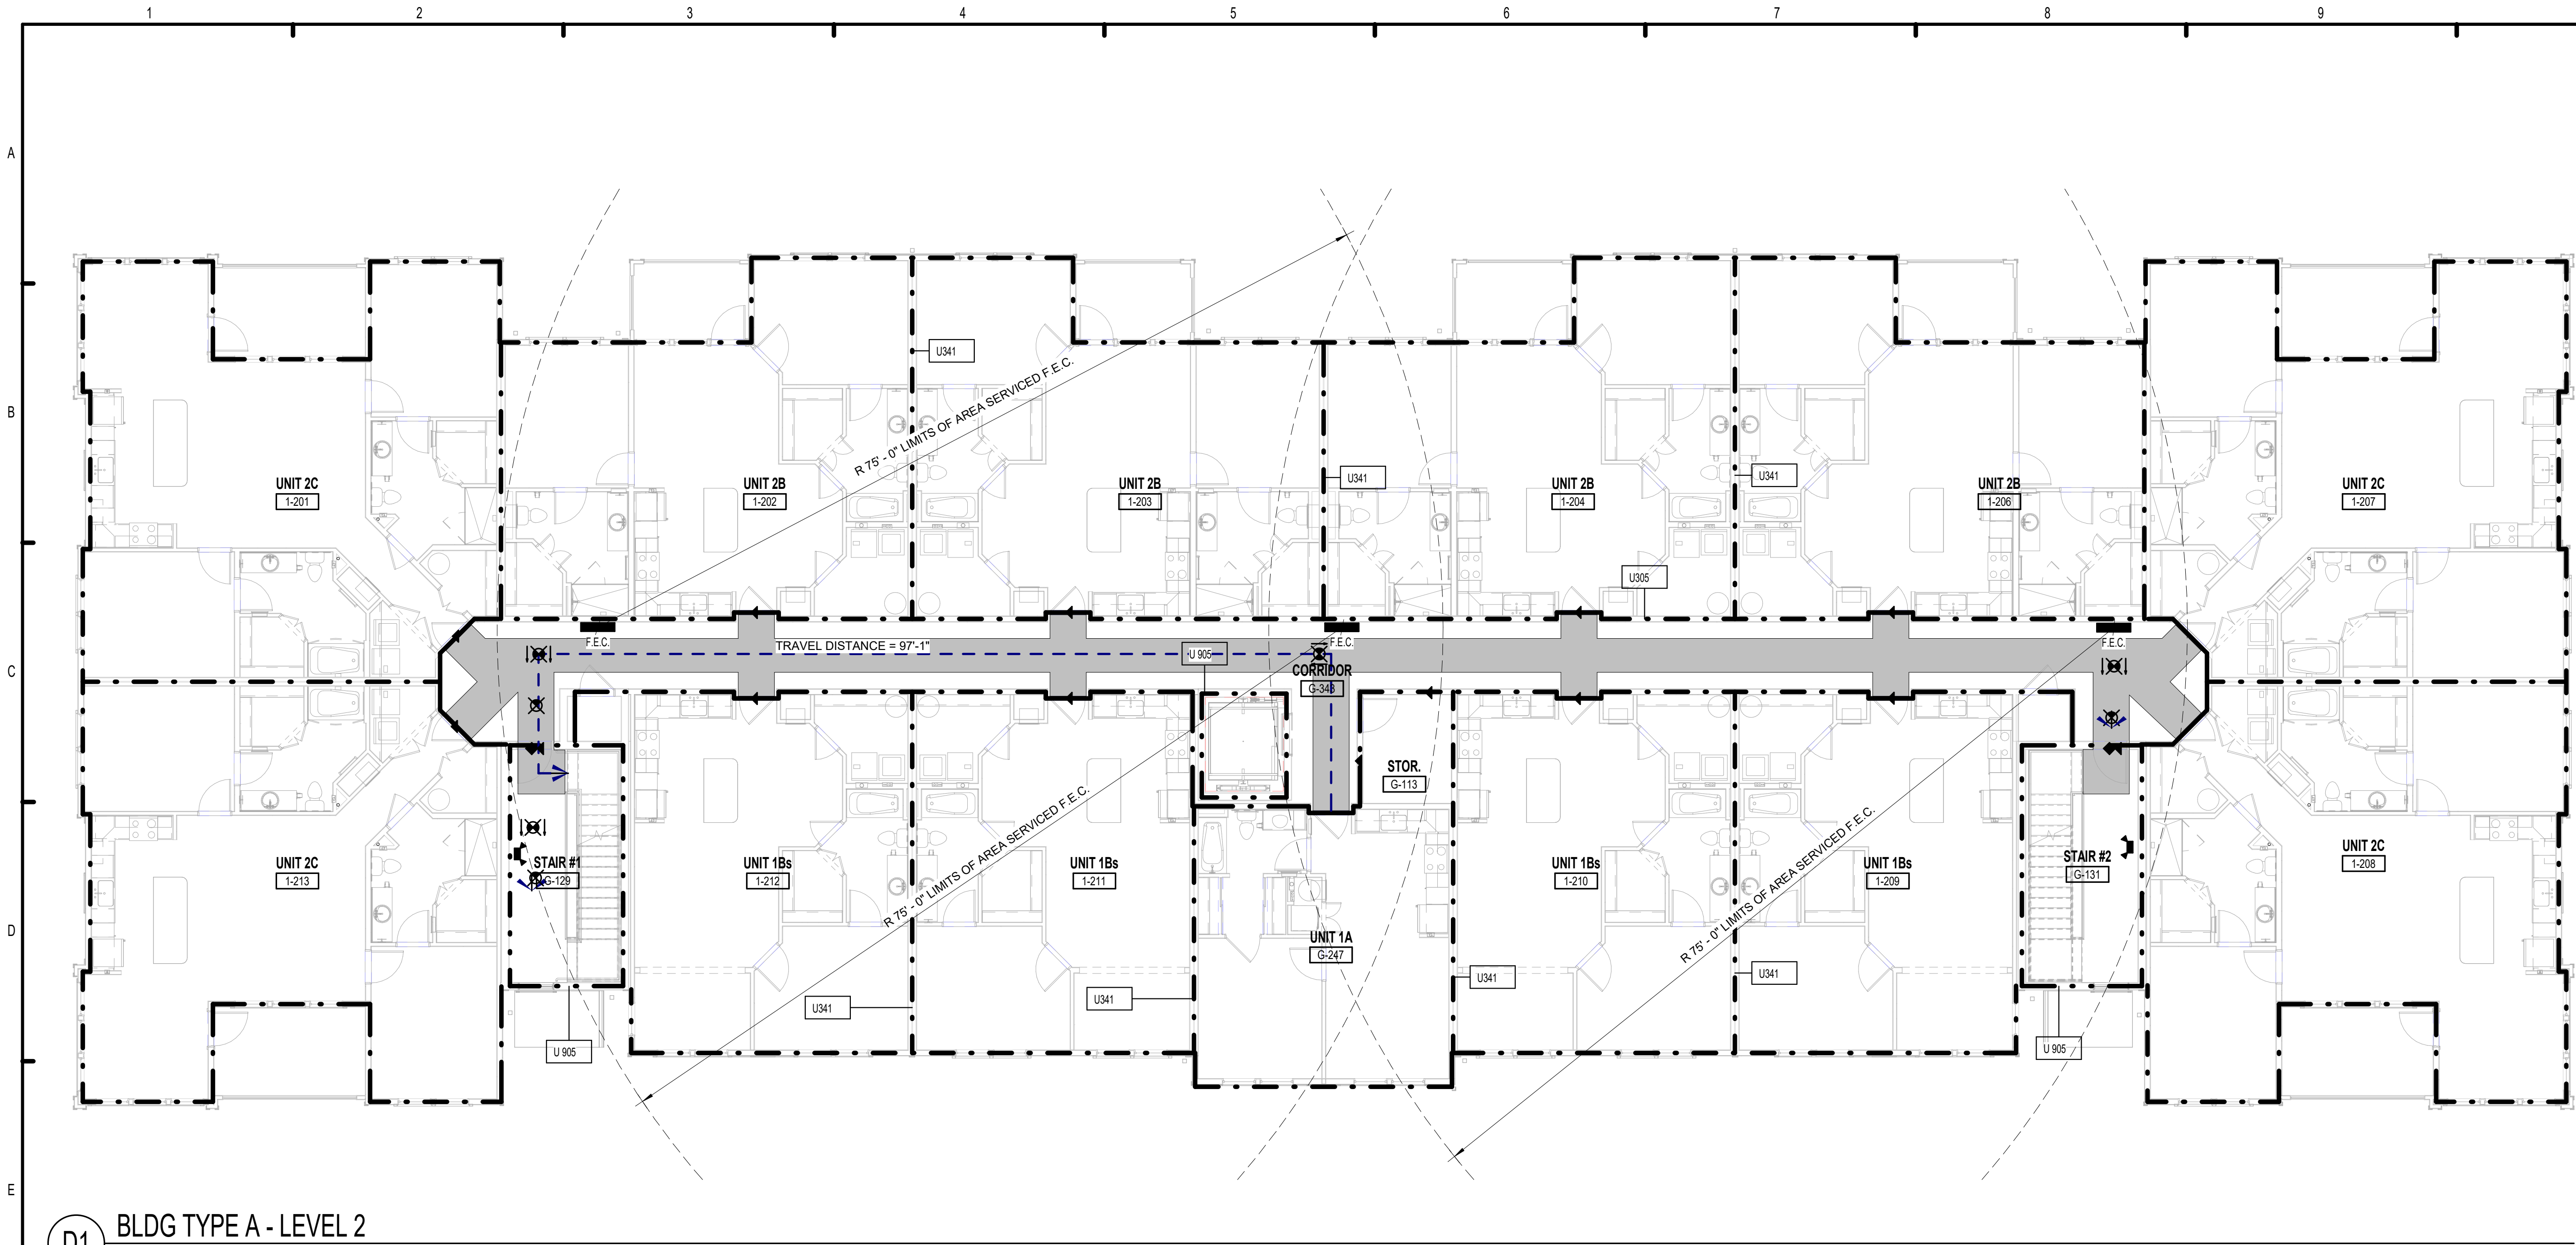 1 2 3 4 5 6 7 8 9
A
B
C
D
E
U341
R 75' - 0" LIMITS OF AREA SERVICED F.E.C.
U341
U341
UNIT 2C
1-201
UNIT 2B
1-202
UNIT 2B
1-203
UNIT 2B
1-204
UNIT 2B
1-206
UNIT 2C
1-207
U305
F.E.C.
F.E.C.
F.E.C.
TRAVEL DISTANCE = 97'-1"
U 905
CORRIDOR
G-343
STOR.
G-113
UNIT 2C
1-213
STAIR #1
G-129
UNIT 1Bs
1-212
R 75' - 0" LIMITS OF AREA SERVICED F.E.C.
UNIT 1Bs
1-211
UNIT 1Bs
1-210
R 75' - 0" LIMITS OF AREA SERVICED F.E.C.
UNIT 1Bs
1-209
STAIR #2
G-131
UNIT 2C
1-208
UNIT 1A
G-247
U341
U341
U341
U341
U 905
U 905
D1
BLDG TYPE A - LEVEL 2